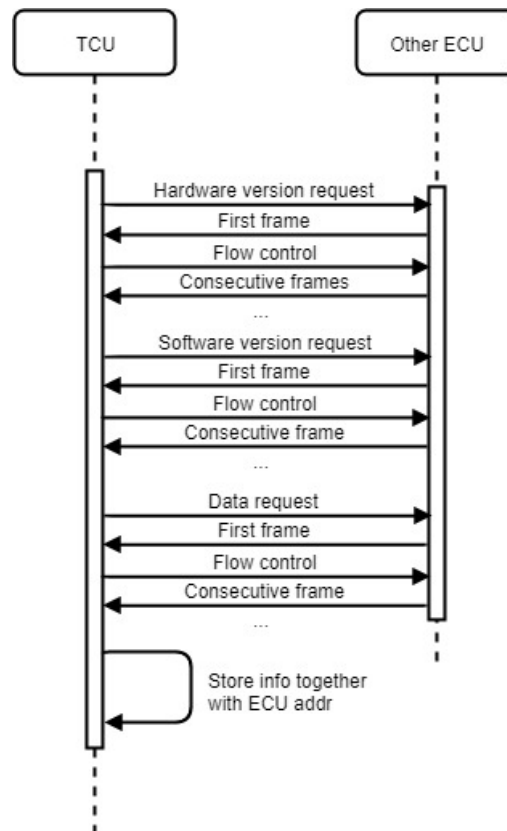 TCU
Other ECU
Hardware version request
First frame
Flow control
Consecutive frames
...
Software version request
First frame
Flow control
Consecutive frame
...
Data request
First frame
Flow control
Consecutive frame
...
Store info together
with ECU addr